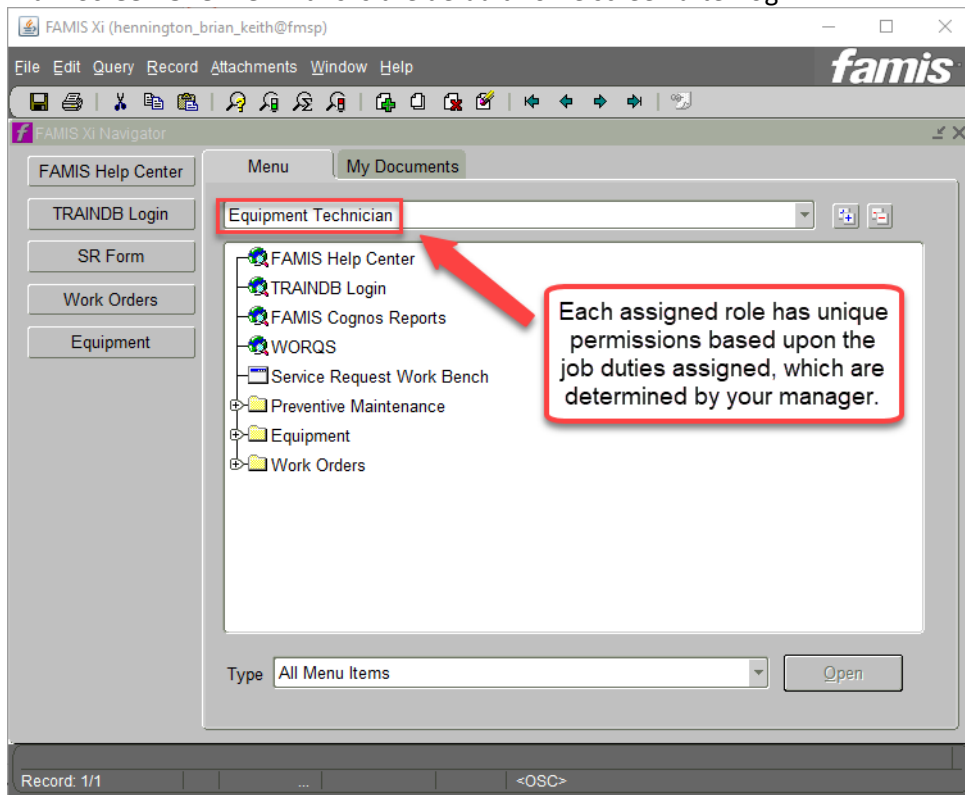 FAMIS Xi (hennington_brian_keith@fmsp)
File Edit Query Record Attachments Window Help
famis
FAMIS Xi Navigator
FAMIS Help Center
TRAINDB Login
SR Form
Work Orders
Equipment
Menu My Documents
Equipment Technician
FAMIS Help Center
TRAINDB Login
FAMIS Cognos Reports
WORQS
Service Request Work Bench
Preventive Maintenance
Equipment
Work Orders
Each assigned role has unique
permissions based upon the
job duties assigned, which are
determined by your manager.
Type All Menu Items Open
Record: 1/1 ... <OSC>